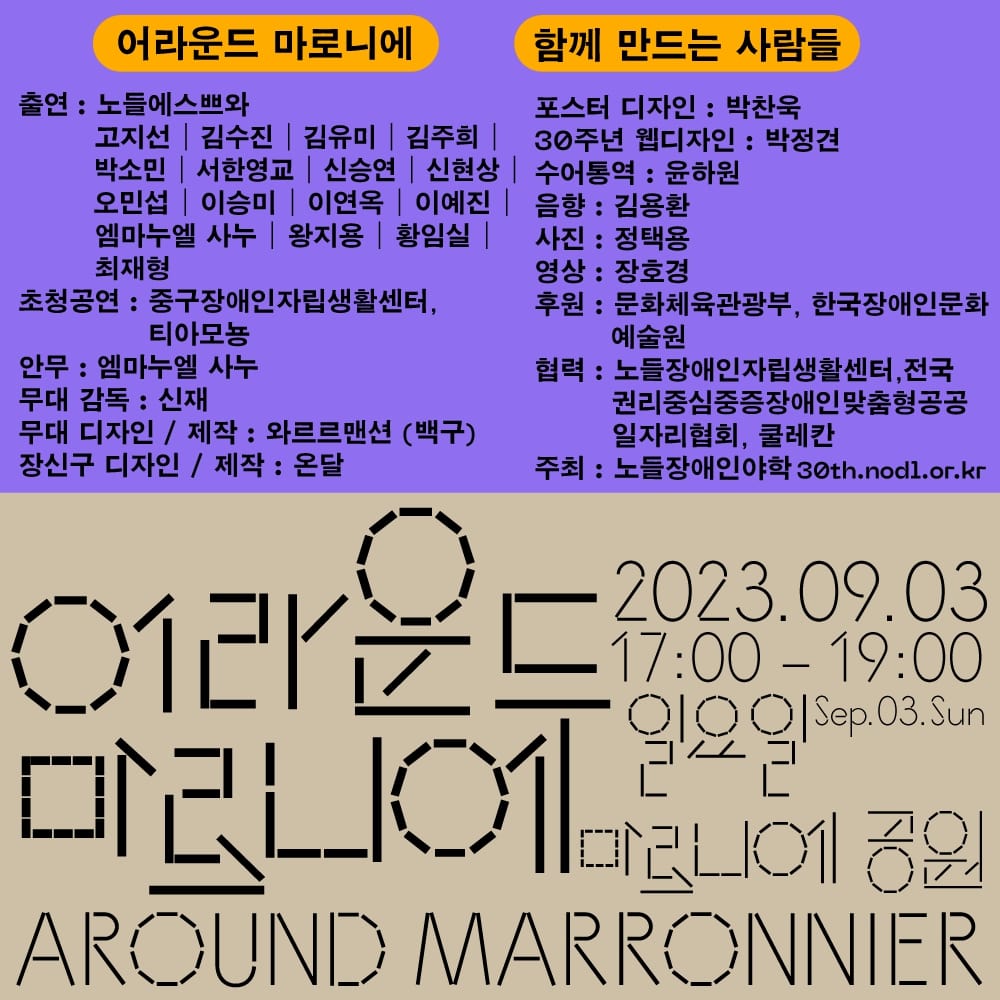 어라운드 마로니에
출연 : 노들에스쁘와
고지선 | 김수진 | 김유미 | 김주희 |
박소민 | 서한영교 | 신승연 | 신현상 |
오민섭 | 이승미 | 이연옥 | 이예진 |
엠마누엘 사누 | 왕지용 | 황임실 |
최재형
초청공연 : 중구장애인자립생활센터,
티아모뇽
안무 : 엠마누엘 사누
무대 감독 : 신재
무대 디자인 / 제작 : 와르르맨션 (백구)
장신구 디자인 / 제작 : 온달
함께 만드는 사람들
포스터 디자인 : 박찬욱
30주년 웹디자인 : 박정견
수어통역 : 윤하원
음향 : 김용환
사진 : 정택용
영상 : 장호경
후원 : 문화체육관광부, 한국장애인문화
예술원
협력 : 노들장애인자립생활센터,전국
권리중심중증장애인맞춤형공공
일자리협회, 쿨레칸
주최 : 노들장애인야학 30th.nodl.or.kr
어라운드
마로니에
2023.09.03
17:00 – 19:00
일요일 Sep.03.Sun
마로니에 공원
AROUND MARRONNIER